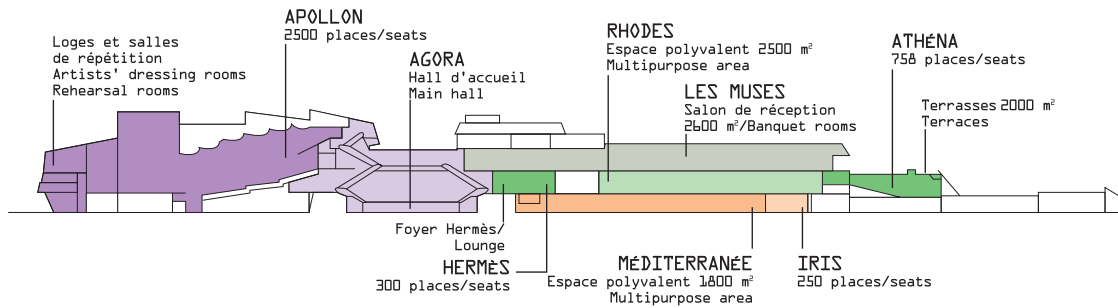 Loges et salles
de répétition
Artists' dressing rooms
Rehearsal rooms
APOLLON
2500 places/seats
AGORA
Hall d'accueil
Main hall
RHODES
Espace polyvalent 2500 m²
Multipurpose area
LES MUSES
Salon de réception
2600 m²/Banquet rooms
ATHÉNA
758 places/seats
Terrasses 2000 m²
Terraces
Foyer Hermès/
Lounge
HERMÈS
300 places/seats
MÉDITERRANÉE
Espace polyvalent 1800 m²
Multipurpose area
IRIS
250 places/seats